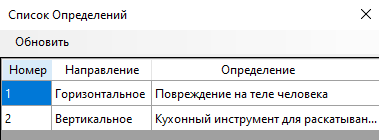 Список Определений
Обновить
Номер Направление Определение
1 Горизонтальное Повреждение на теле человека
2 Вертикальное Кухонный инструмент для раскатыван...